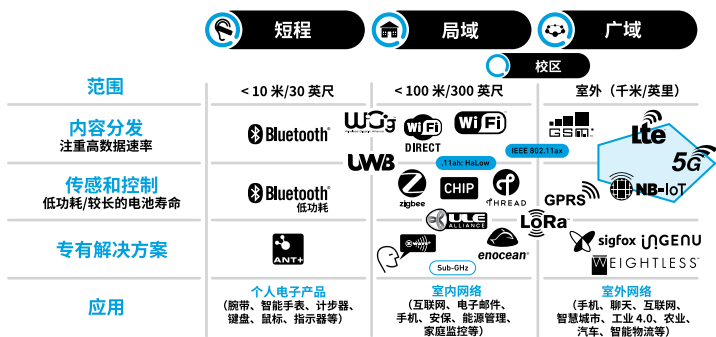 短程
局域
广域
校区
范围
< 10 米/30 英尺
< 100 米/300 英尺
室外（千米/英里）
内容分发
注重高数据速率
Bluetooth
WiGig
Wi Fi
DIRECT
Wi Fi
IEEE 802.11ax
GSM
Lte
5G
UWB
.11ah: HaLow
传感和控制
低功耗/较长的电池寿命
Bluetooth
低功耗
zigbee
CHIP
THREAD
GPRS
NB-IoT
专有解决方案
ANT+
ULE
ALLIANCE
LoRa
enocean
Sub-GHz
sigfox
ingenu
WEIGHTLESS
应用
个人电子产品
（腕带、智能手表、计步器、
键盘、鼠标、指示器等）
室内网络
（互联网、电子邮件、
手机、安保、能源管理、
家庭监控等）
室外网络
（手机、聊天、互联网、
智慧城市、工业 4.0、农业、
汽车、智能物流等）